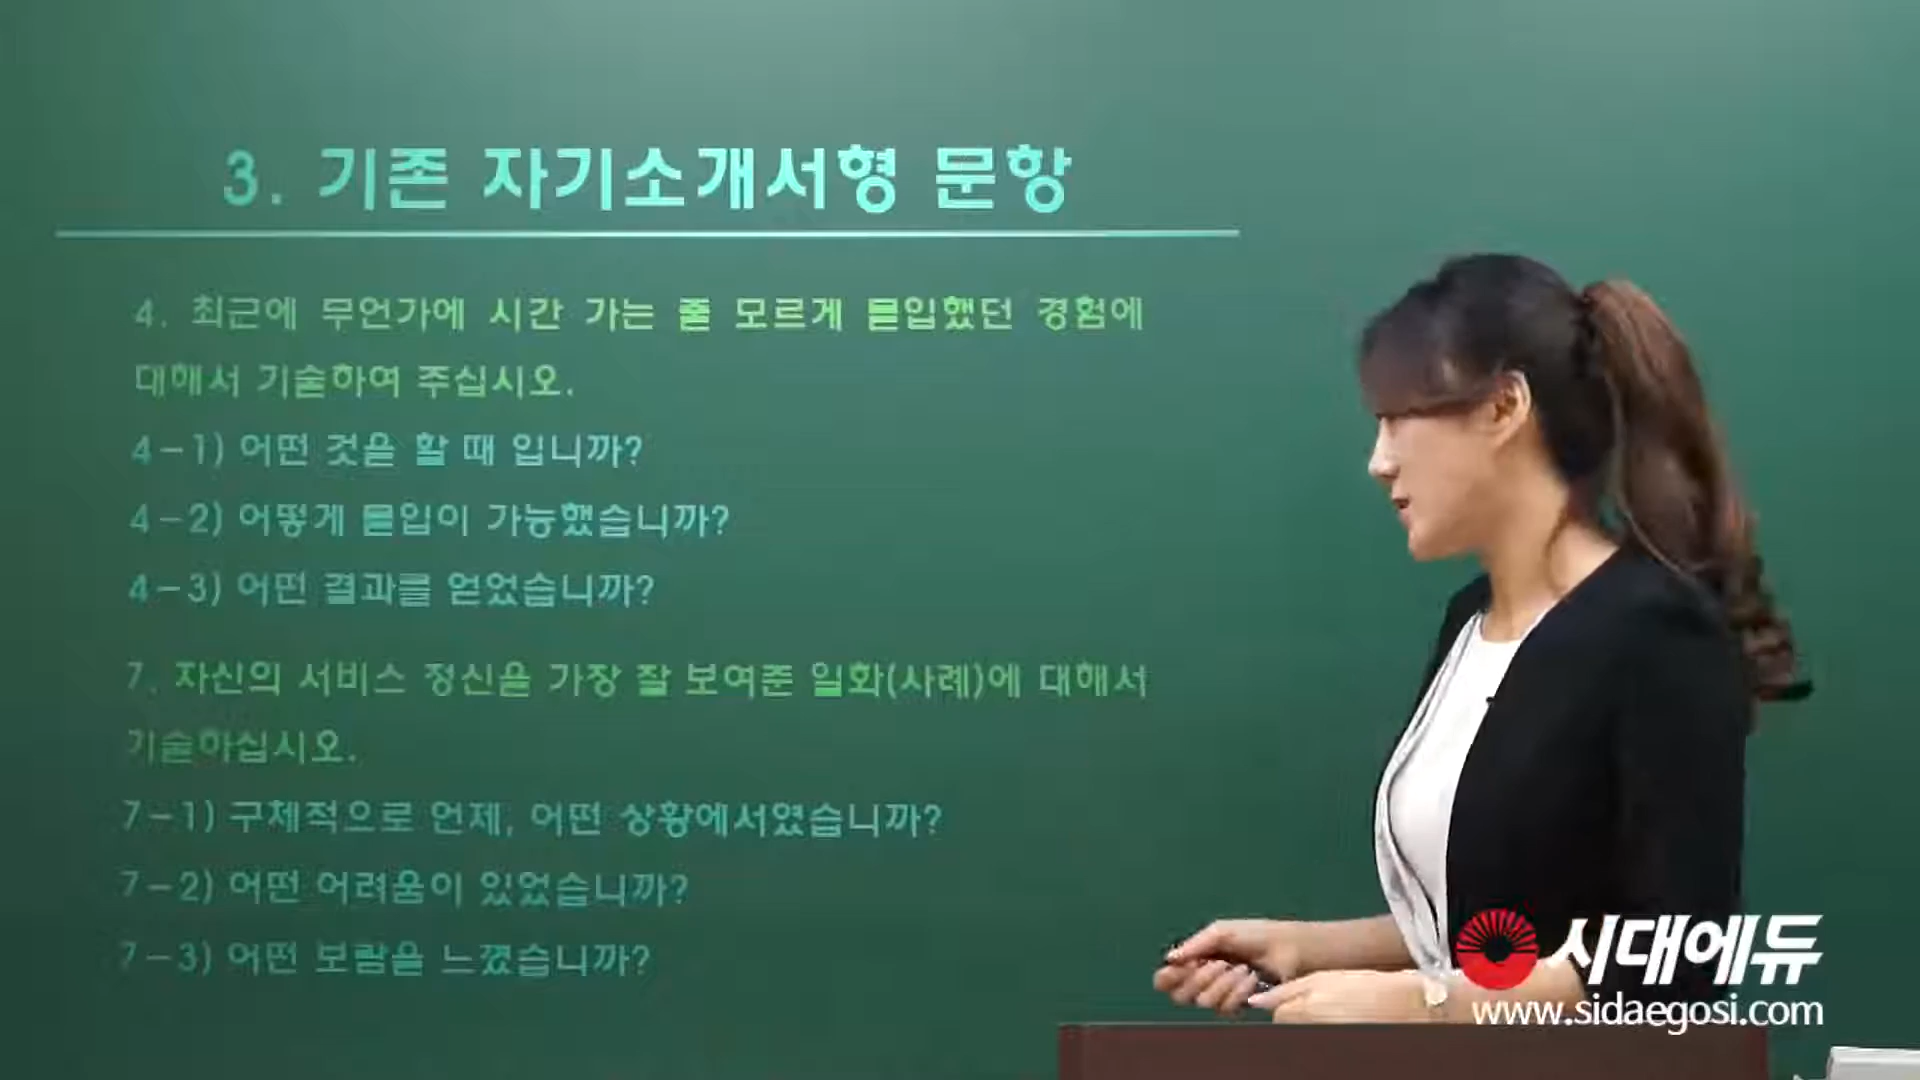 3. 기존 자기소개서형 문항
4. 최근에 무언가에 시간 가는 줄 모르게 몰입했던 경험에
대해서 기술하여 주십시오.
4-1) 어떤 것을 할 때 입니까?
4-2) 어떻게 몰입이 가능했습니까?
4-3) 어떤 결과를 얻었습니까?
7. 자신의 서비스 정신을 가장 잘 보여준 일화(사례)에 대해서
기술하십시오.
7-1) 구체적으로 언제, 어떤 상황에서였습니까?
7-2) 어떤 어려움이 있었습니까?
7-3) 어떤 보람을 느꼈습니까?
시대에듀
www.sidaegosi.com